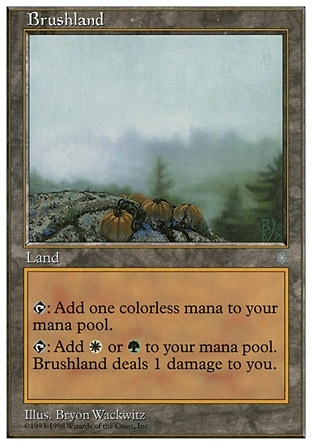 Brushland
Land
: Add one colorless mana to your
mana pool.
: Add or to your mana pool.
Brushland deals 1 damage to you.
Illus. Bryon Wackwitz
©1993-1998 Wizards of the Coast, Inc.